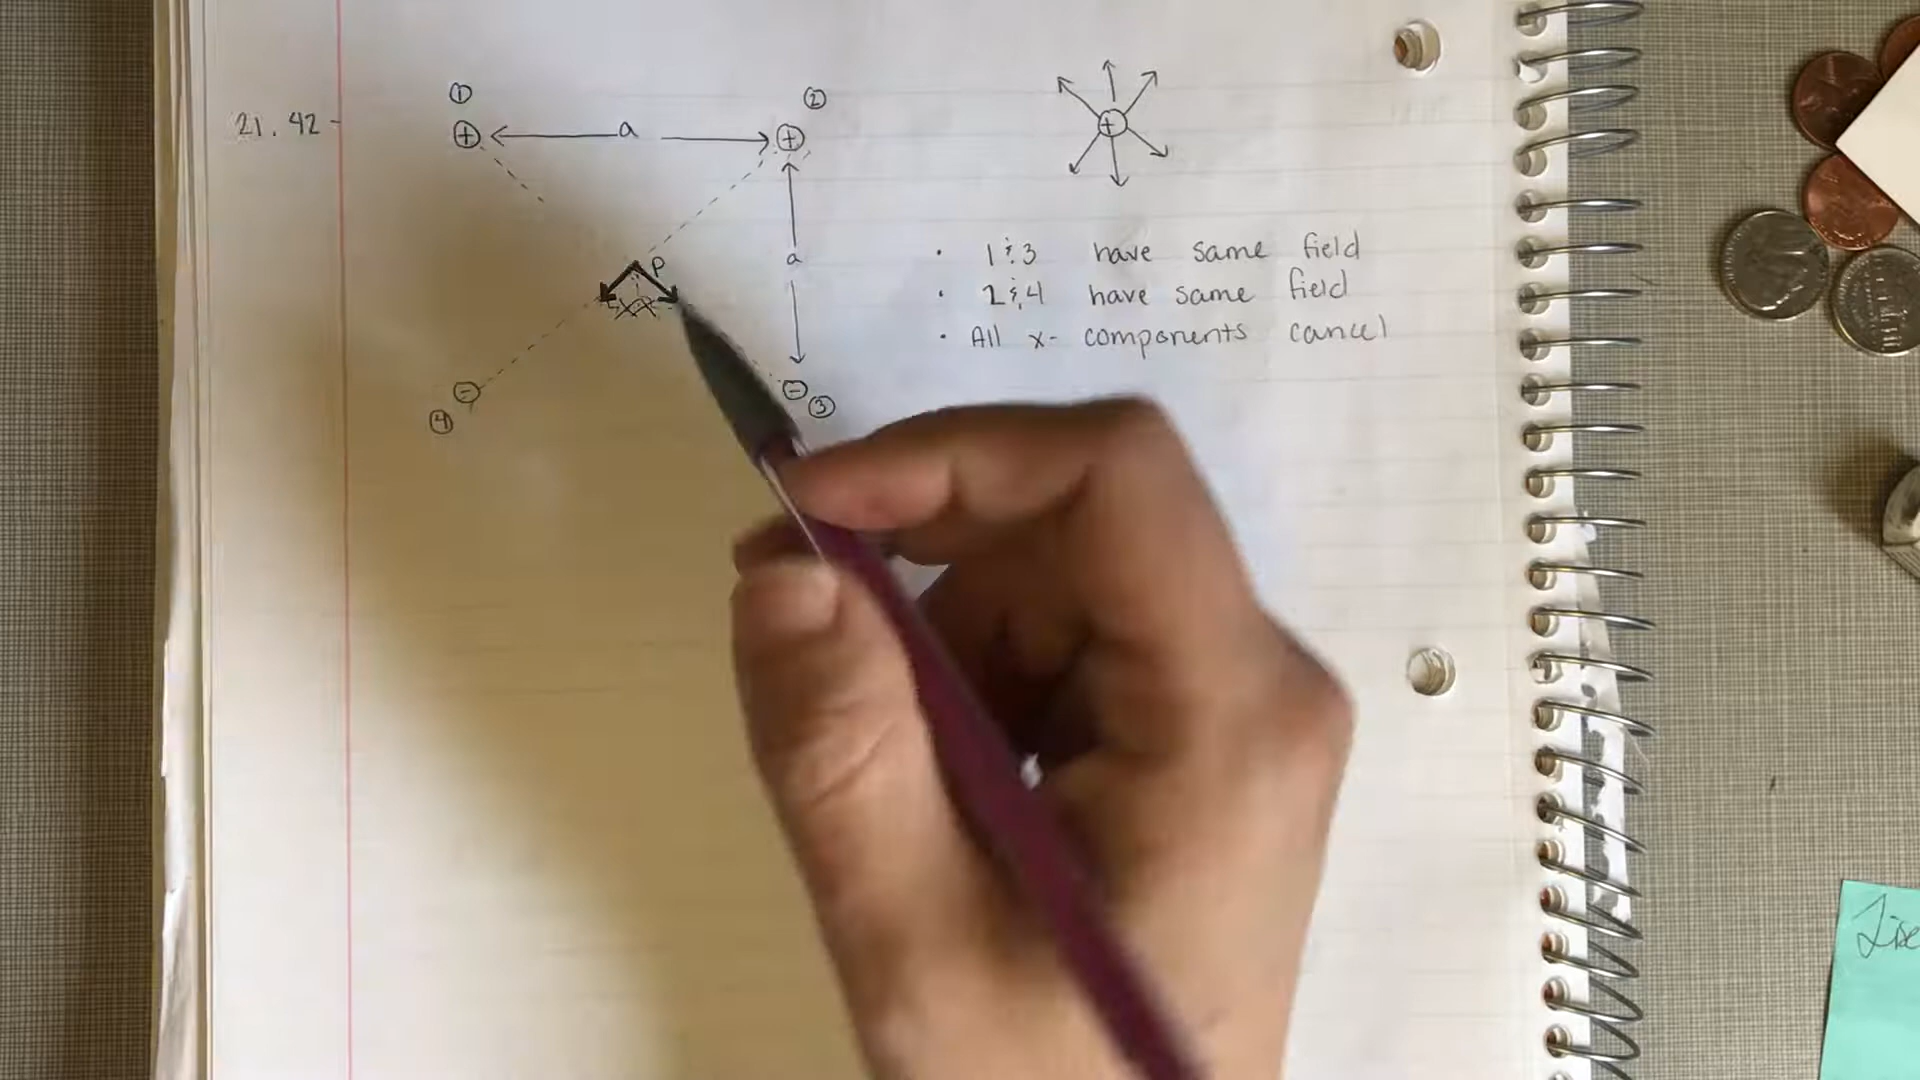 ① ②
21.42 - + a +
P
a
- ④ - ③
+
· 1 & 3 have same field
· 2 & 4 have same field
· All x- components cancel